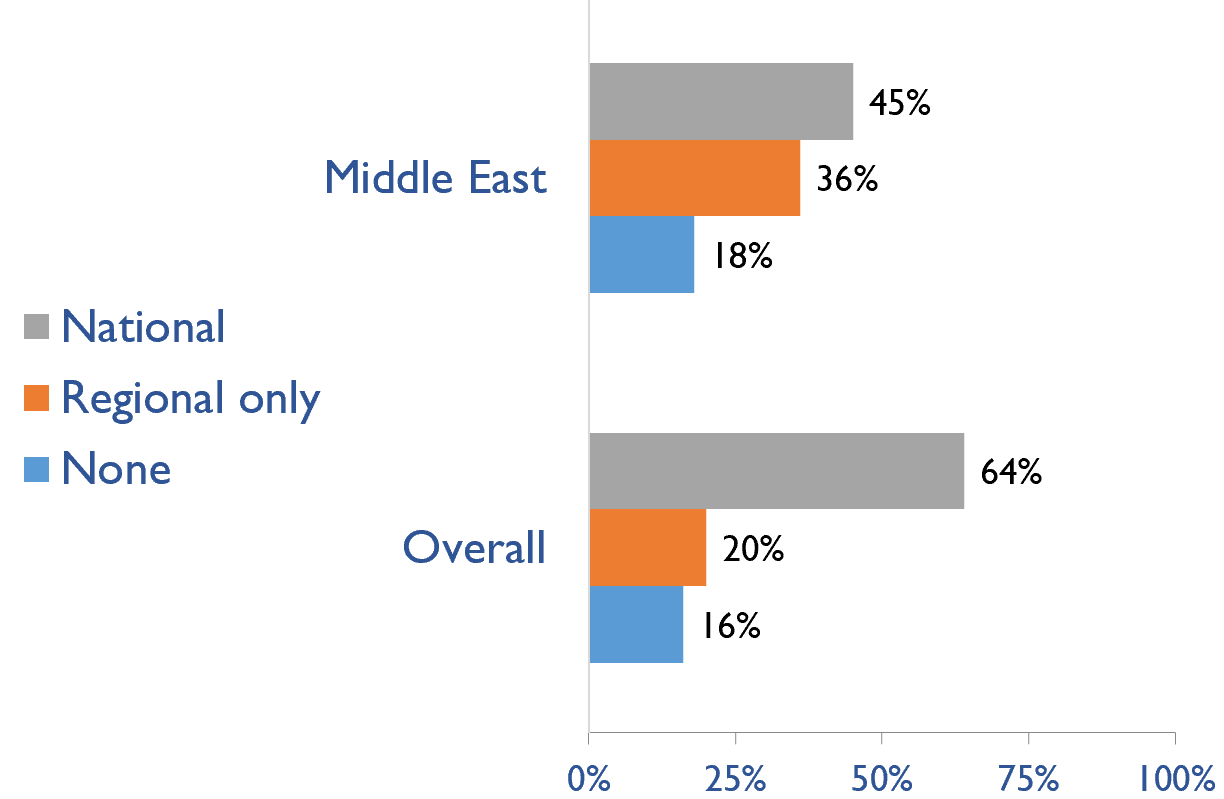 45%
Middle East
36%
18%
National
Regional only
None
64%
Overall
20%
16%
0% 25% 50% 75% 100%